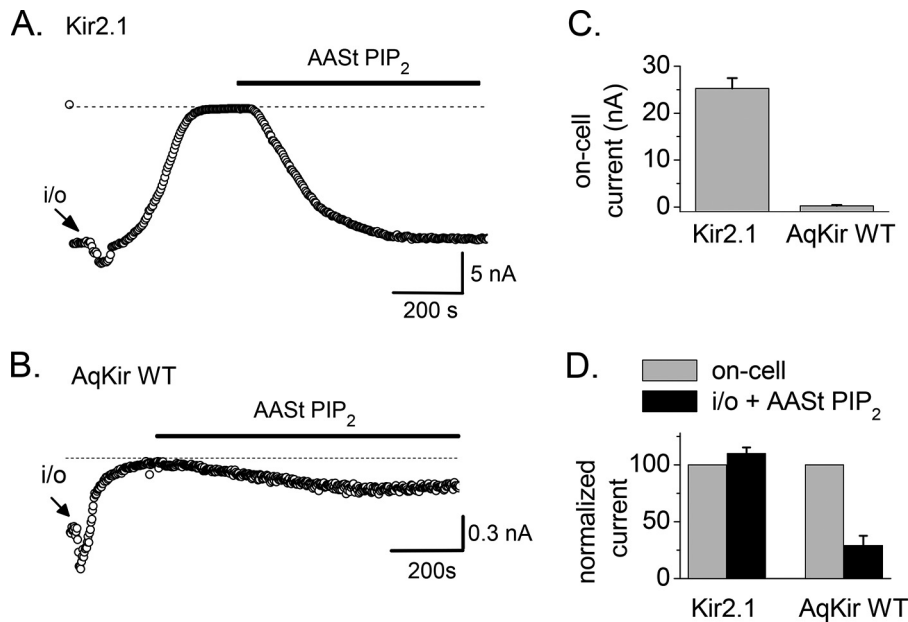 A. Kir2.1
AASt PIP₂
i/o
5 nA
200 s
B. AqKir WT
AASt PIP₂
i/o
0.3 nA
200s
C.
on-cell
current (nA)
30
20
10
0
Kir2.1 AqKir WT
D.
on-cell
i/o + AASt PIP₂
normalized
current
100
50
0
Kir2.1 AqKir WT